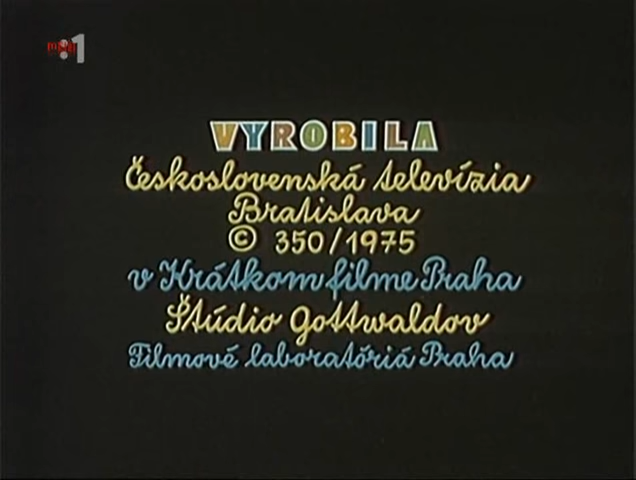 :1
VYROBILA
Československá televízia
Bratislava
© 350/1975
v Krátkom filme Praha
Štúdio Gottwaldov
Filmové laboratóriá Praha